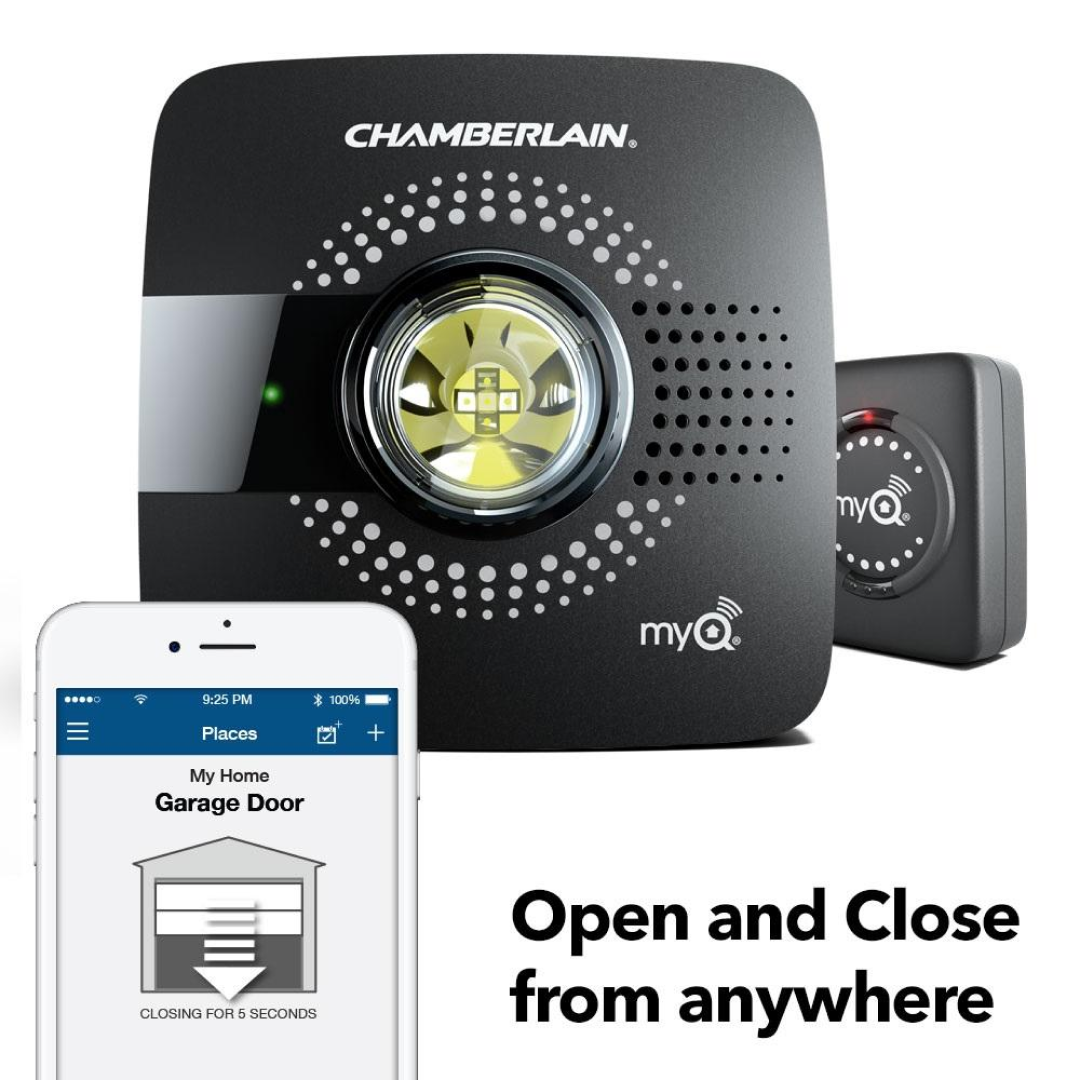 CHAMBERLAIN®
myQ®
myQ®
9:25 PM
100%
Places
My Home
Garage Door
CLOSING FOR 5 SECONDS
Open and Close
from anywhere